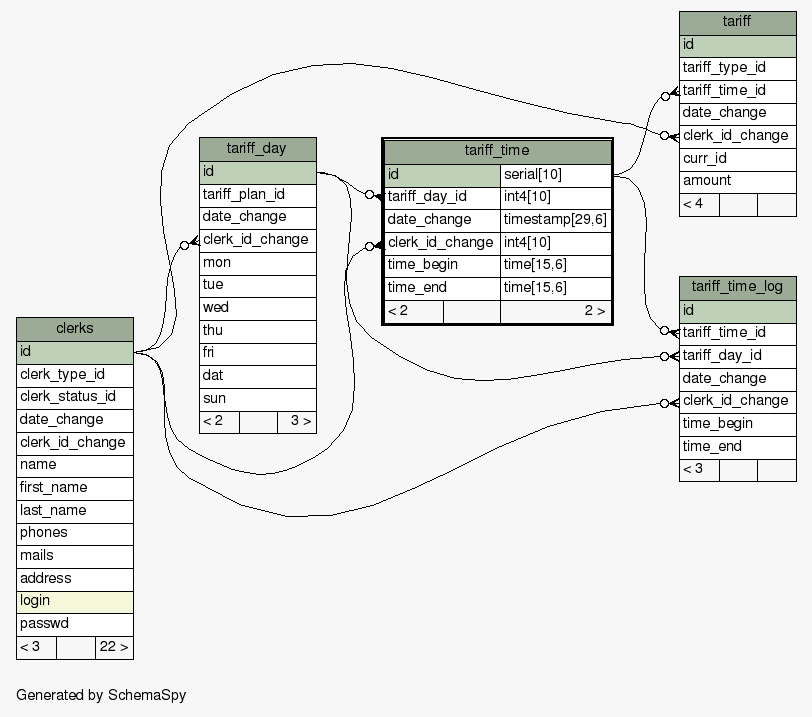 tariff
id
tariff_type_id
tariff_time_id
date_change
clerk_id_change
curr_id
amount
< 4
tariff_day
id
tariff_plan_id
date_change
clerk_id_change
mon
tue
wed
thu
fri
dat
sun
< 2 3 >
tariff_time
id serial[10]
tariff_day_id int4[10]
date_change timestamp[29,6]
clerk_id_change int4[10]
time_begin time[15,6]
time_end time[15,6]
< 2 2 >
tariff_time_log
id
tariff_time_id
tariff_day_id
date_change
clerk_id_change
time_begin
time_end
< 3
clerks
id
clerk_type_id
clerk_status_id
date_change
clerk_id_change
name
first_name
last_name
phones
mails
address
login
passwd
< 3 22 >
Generated by SchemaSpy